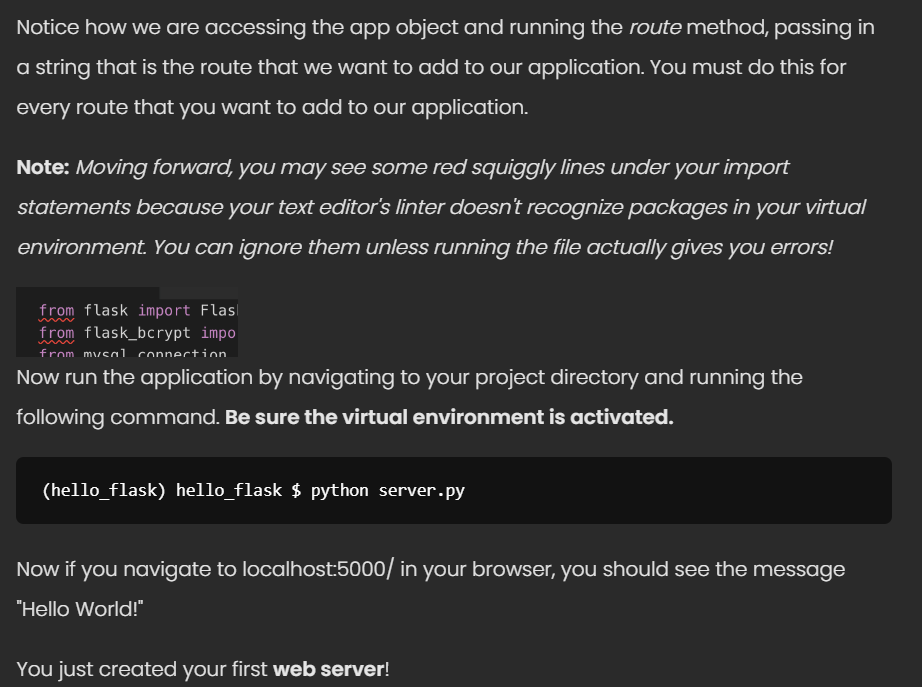 Notice how we are accessing the app object and running the route method, passing in
a string that is the route that we want to add to our application. You must do this for
every route that you want to add to our application.
Note: Moving forward, you may see some red squiggly lines under your import
statements because your text editor's linter doesn't recognize packages in your virtual
environment. You can ignore them unless running the file actually gives you errors!
from flask import Flas
from flask_bcrypt impo
from mysql connection
Now run the application by navigating to your project directory and running the
following command. Be sure the virtual environment is activated.
(hello_flask) hello_flask $ python server.py
Now if you navigate to localhost:5000/ in your browser, you should see the message
"Hello World!"
You just created your first web server!